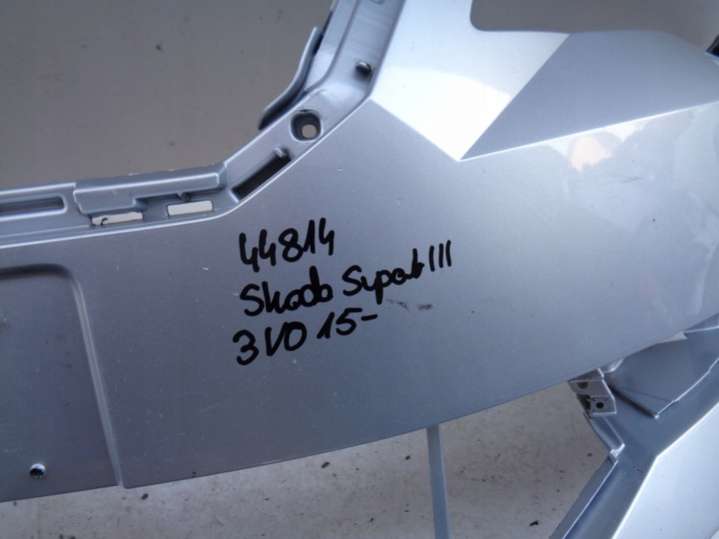 44814
Skoda Superb III
3V0 15-